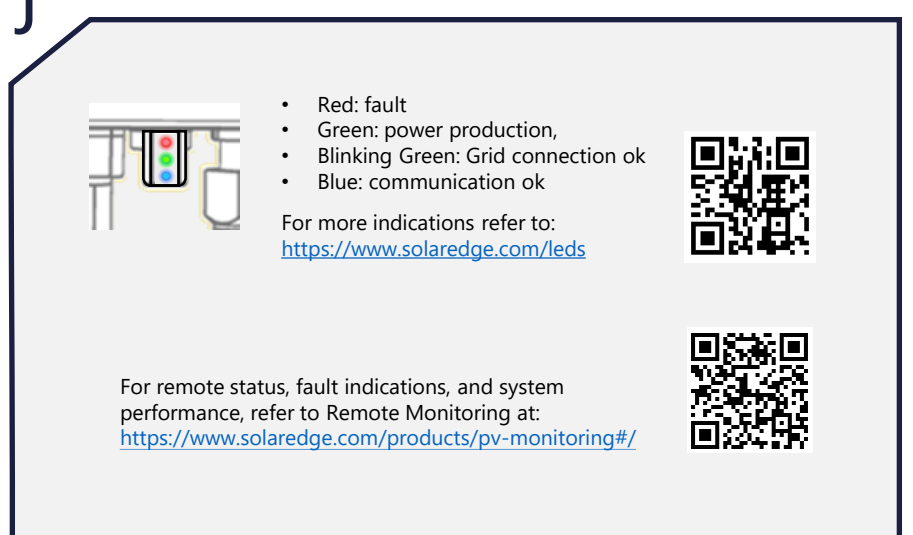 • Red: fault
• Green: power production,
• Blinking Green: Grid connection ok
• Blue: communication ok
For more indications refer to:
https://www.solaredge.com/leds
For remote status, fault indications, and system
performance, refer to Remote Monitoring at:
https://www.solaredge.com/products/pv-monitoring#/